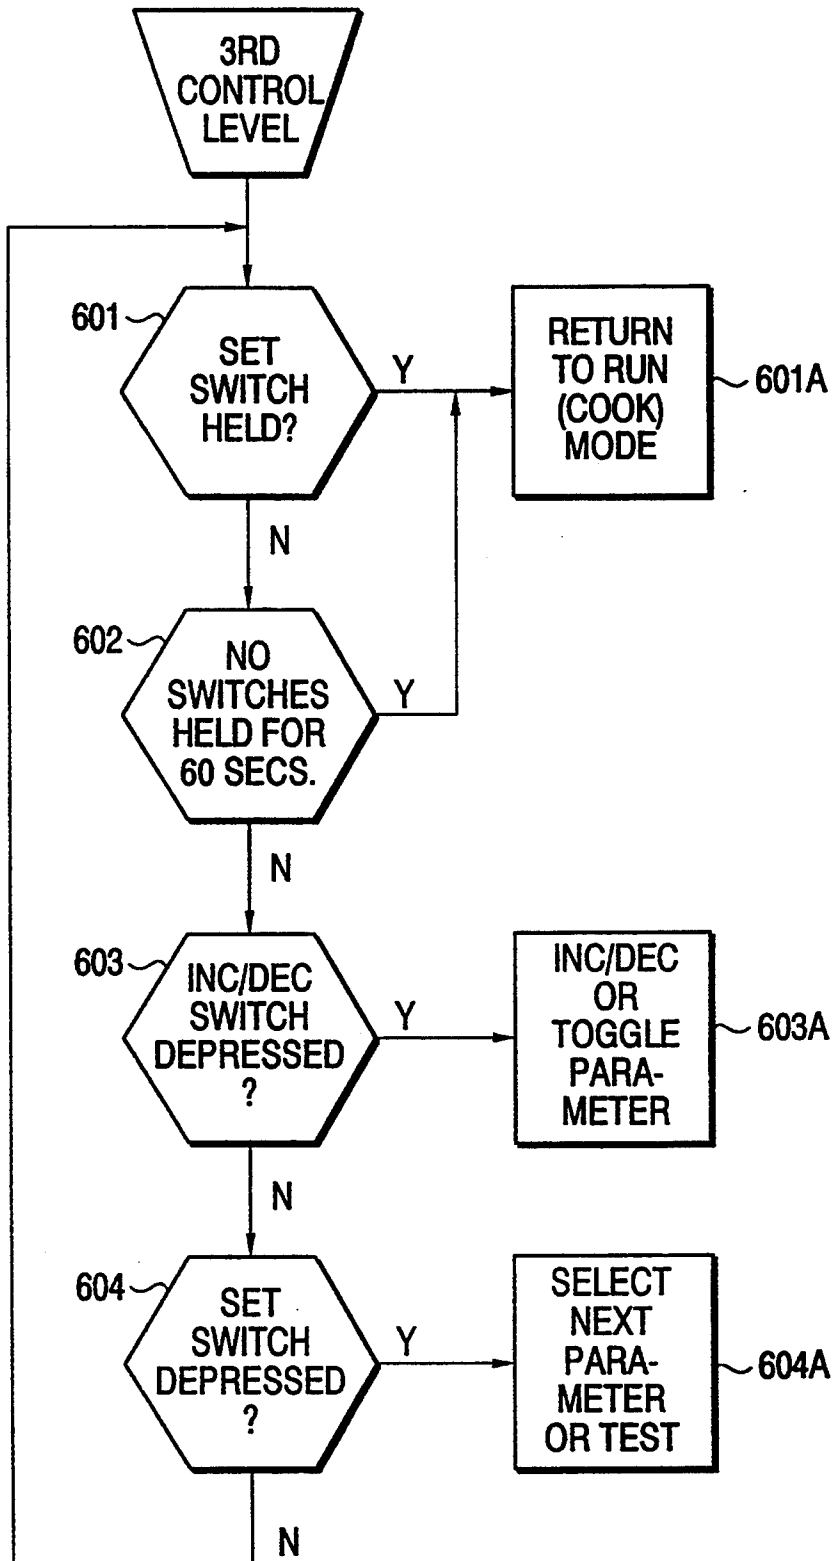 3RD
CONTROL
LEVEL
601
SET
SWITCH
HELD?
Y
RETURN
TO RUN
(COOK)
MODE
601A
N
602
NO
SWITCHES
HELD FOR
60 SECS.
Y
N
603
INC/DEC
SWITCH
DEPRESSED
?
Y
INC/DEC
OR
TOGGLE
PARA-
METER
603A
N
604
SET
SWITCH
DEPRESSED
?
Y
SELECT
NEXT
PARA-
METER
OR TEST
604A
N